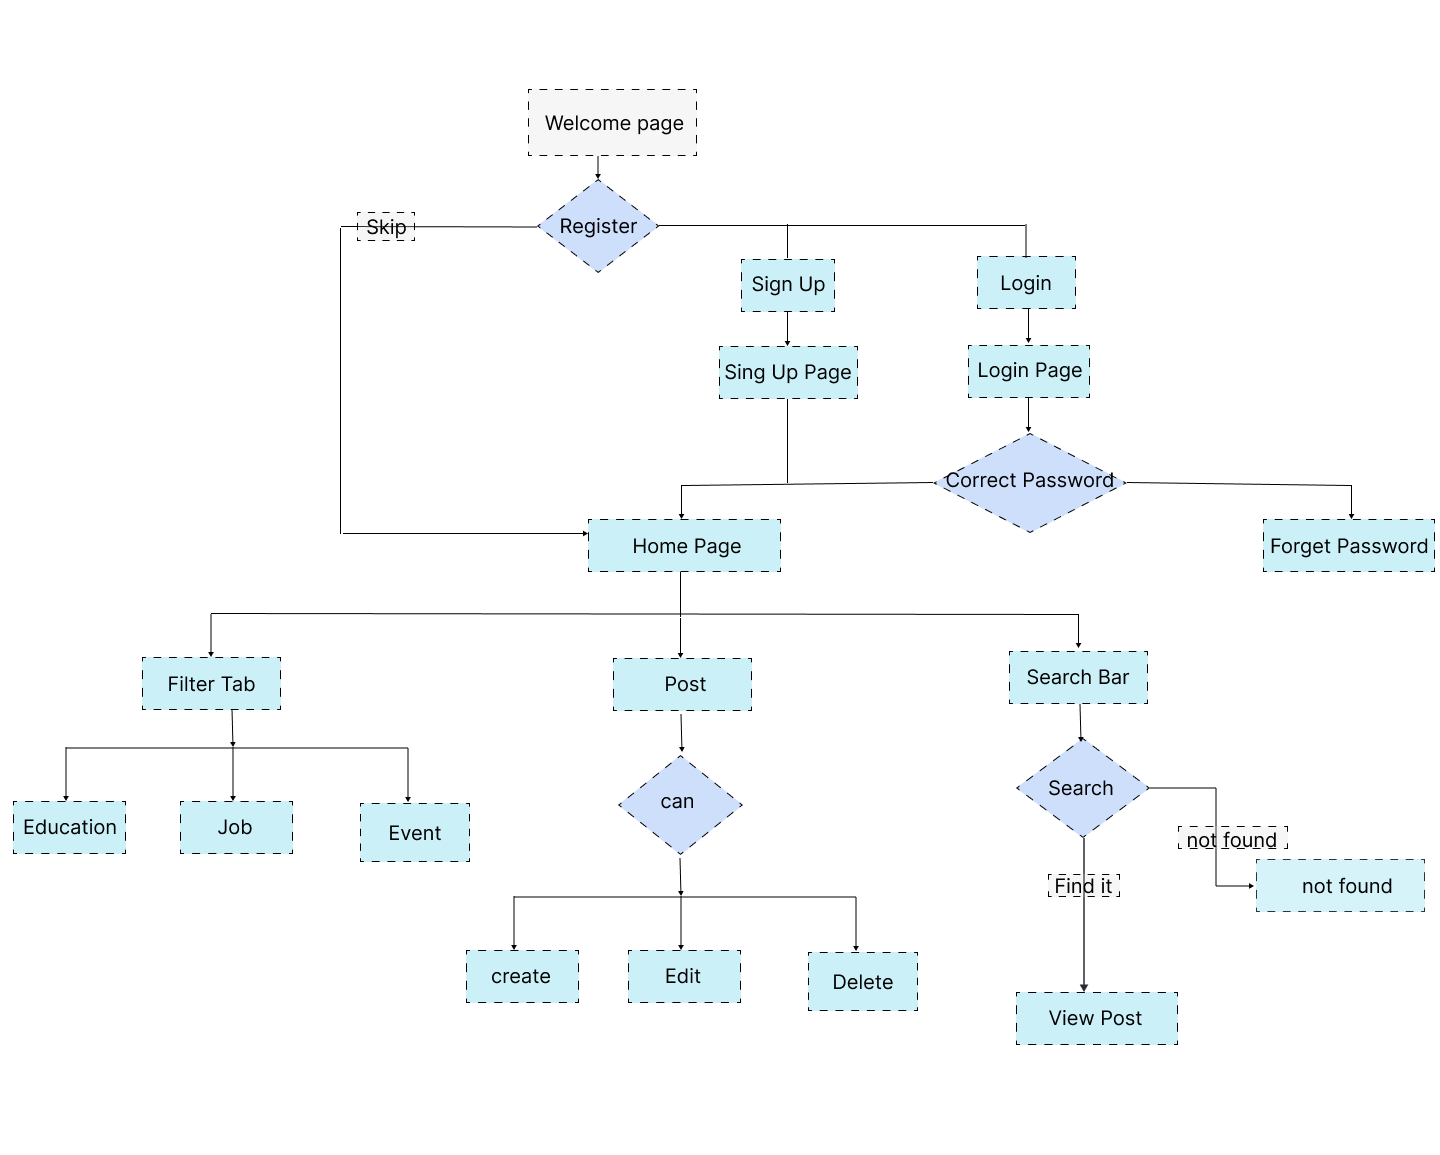 Welcome page
Register
Skip
Sign Up
Login
Sing Up Page
Login Page
Correct Password
Home Page
Forget Password
Filter Tab
Post
Search Bar
Education
Job
Event
can
Search
not found
Find it
not found
create
Edit
Delete
View Post